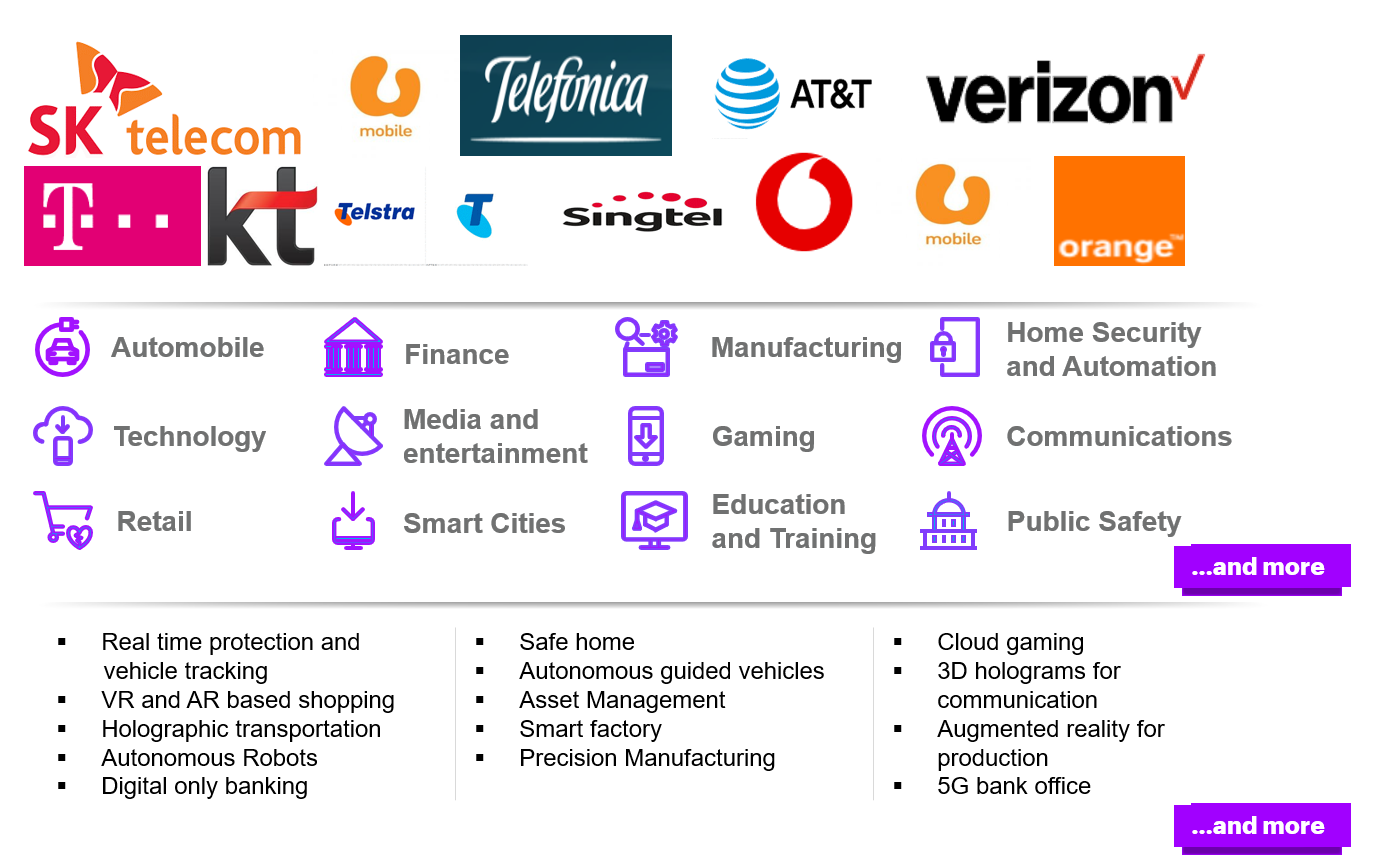 SK telecom
mobile
Telefónica
AT&T
verizon
T
kt
Telstra
T
Singtel
mobile
orange™
Automobile
Finance
Manufacturing
Home Security
and Automation
Technology
Media and
entertainment
Gaming
Communications
Retail
Smart Cities
Education
and Training
Public Safety
...and more
▪ Real time protection and
vehicle tracking
▪ VR and AR based shopping
▪ Holographic transportation
▪ Autonomous Robots
▪ Digital only banking
▪ Safe home
▪ Autonomous guided vehicles
▪ Asset Management
▪ Smart factory
▪ Precision Manufacturing
▪ Cloud gaming
▪ 3D holograms for
communication
▪ Augmented reality for
production
▪ 5G bank office
...and more